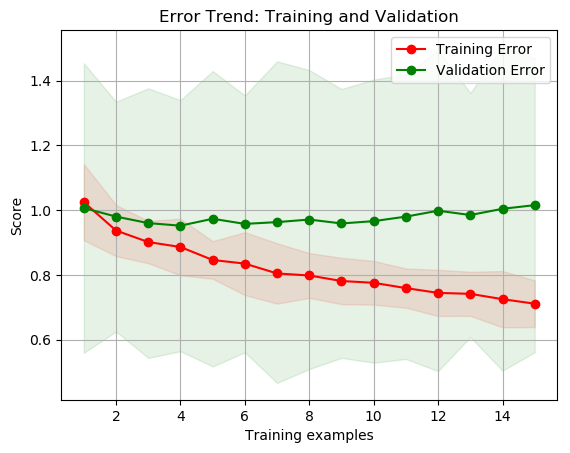 Error Trend: Training and Validation
Training Error
Validation Error
Score
1.4
1.2
1.0
0.8
0.6
2 4 6 8 10 12 14
Training examples